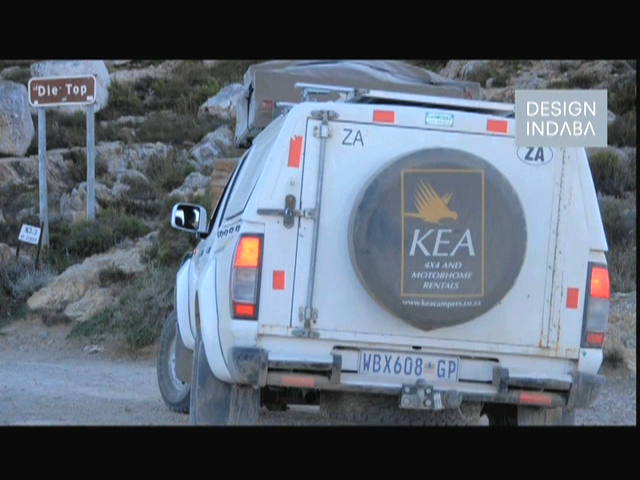 "Die Top"
DESIGN
INDABA
ZA
ZA
KEA
4X4 AND
MOTORHOME
RENTALS
www.keacampers.co.za
WBX608 GP